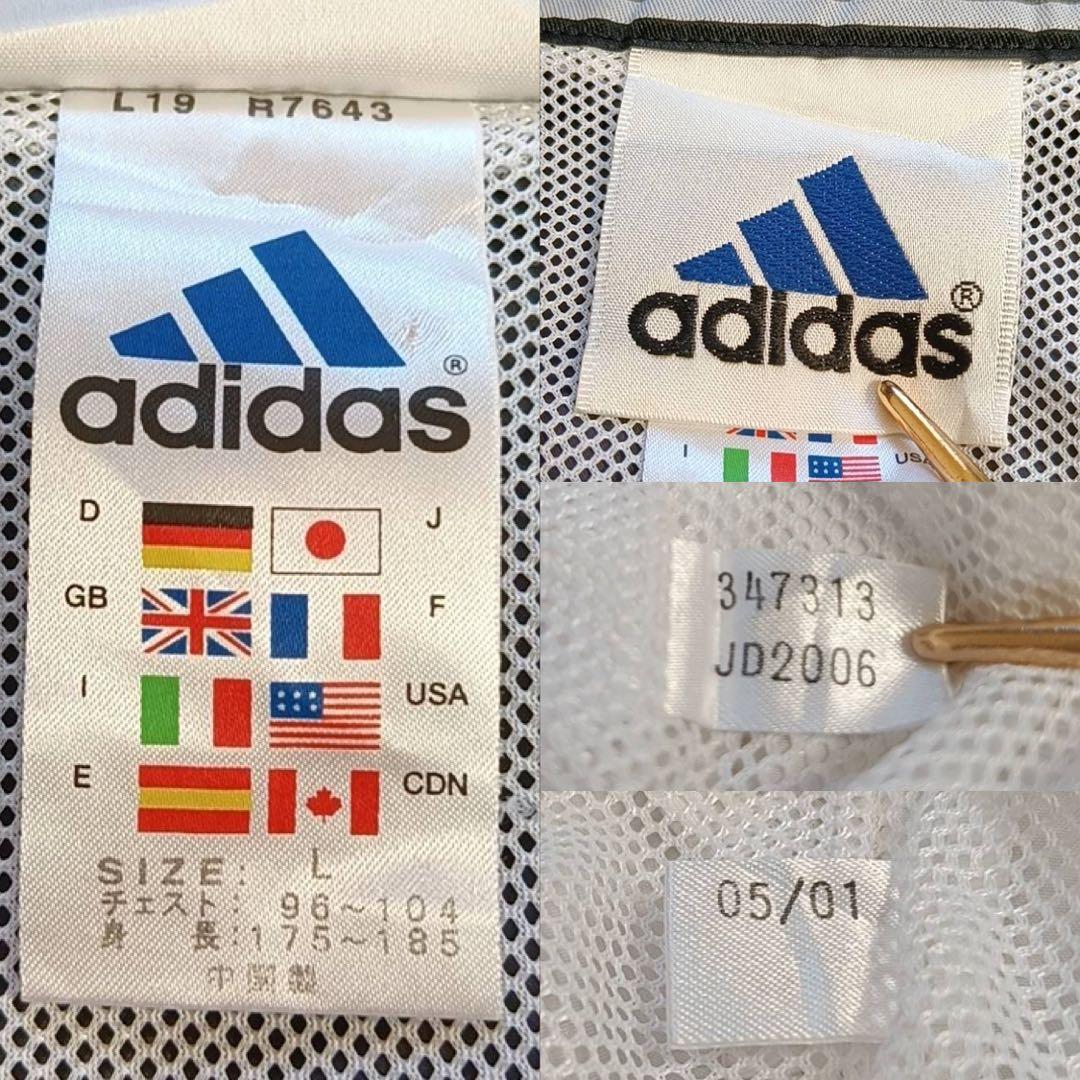 L19 R7643
adidas®
D J
GB F
I USA
E CDN
SIZE: L
チェスト: 96~104
身 長:175~185
中国製
adidas®
I USA
347313
JD2006
05/01